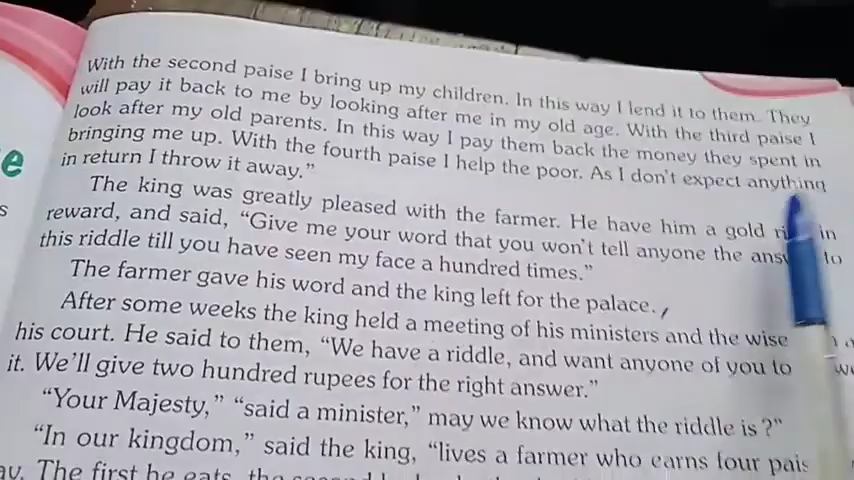 With the second paise I bring up my children. In this way I lend it to them. They
will pay it back to me by looking after me in my old age. With the third paise I
look after my old parents. In this way I pay them back the money they spent in
bringing me up. With the fourth paise I help the poor. As I don't expect anything
in return I throw it away."
The king was greatly pleased with the farmer. He have him a gold in
reward, and said, "Give me your word that you won't tell anyone the to
this riddle till you have seen my face a hundred times."
The farmer gave his word and the king left for the palace.
After some weeks the king held a meeting of his ministers and the wise
his court. He said to them, "We have a riddle, and want anyone of you to
it. We'll give two hundred rupees for the right answer."
"Your Majesty," "said a minister," may we know what the riddle is ?"
"In our kingdom," said the king, "lives a farmer who earns four
The first he eats, the